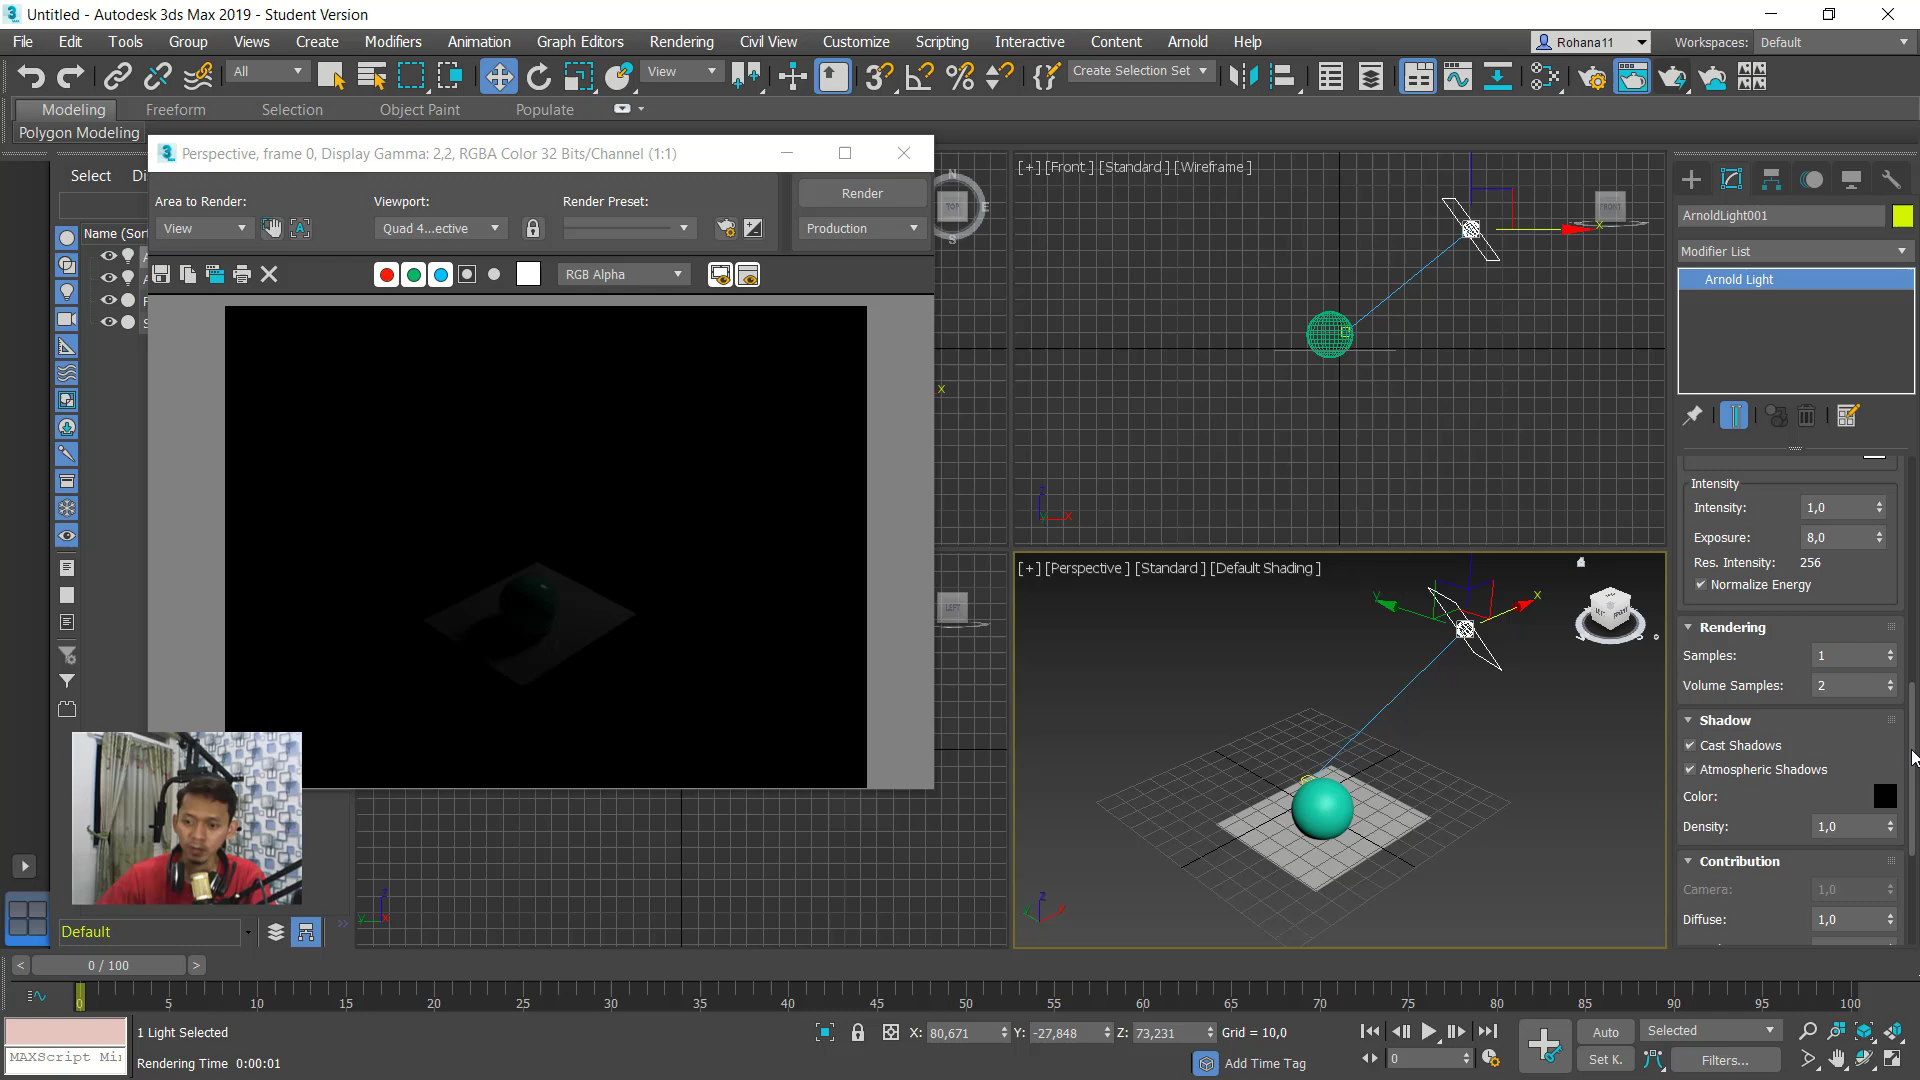 Untitled - Autodesk 3ds Max 2019 - Student Version
File Edit Tools Group Views Create Modifiers Animation Graph Editors Rendering Civil View Customize Scripting Interactive Content Arnold Help Rohana11 Workspaces: Default
All View Create Selection Set
Modeling Freeform Selection Object Paint Populate
Polygon Modeling
Perspective, frame 0, Display Gamma: 2,2, RGBA Color 32 Bits/Channel (1:1)
Select
Area to Render: Viewport: Render Preset: Render
View Quad 4...ective Production
Name (Sor
RGB Alpha
[+] [Front ] [Standard ] [Wireframe ]
N
TOP
E
S
FRONT
x
x
z
y
x
LEFT
[+] [Perspective ] [Standard ] [Default Shading ]
y
x
FRONT
z
x
z
y
x
ArnoldLight001
Modifier List
Arnold Light
Intensity
Intensity: 1,0
Exposure: 8,0
Res. Intensity: 256
Normalize Energy
Rendering
Samples: 1
Volume Samples: 2
Shadow
Cast Shadows
Atmospheric Shadows
Color:
Density: 1,0
Contribution
Camera: 1,0
Diffuse: 1,0
Default
< 0 / 100 >
0 5 10 15 20 25 30 35 40 45 50 55 60 65 70 75 80 85 90 95 100
1 Light Selected X: 80,671 Y: -27,848 Z: 73,231 Grid = 10,0 Auto Selected
MAXScript Mi Rendering Time 0:00:01 Add Time Tag 0 Set K. Filters...